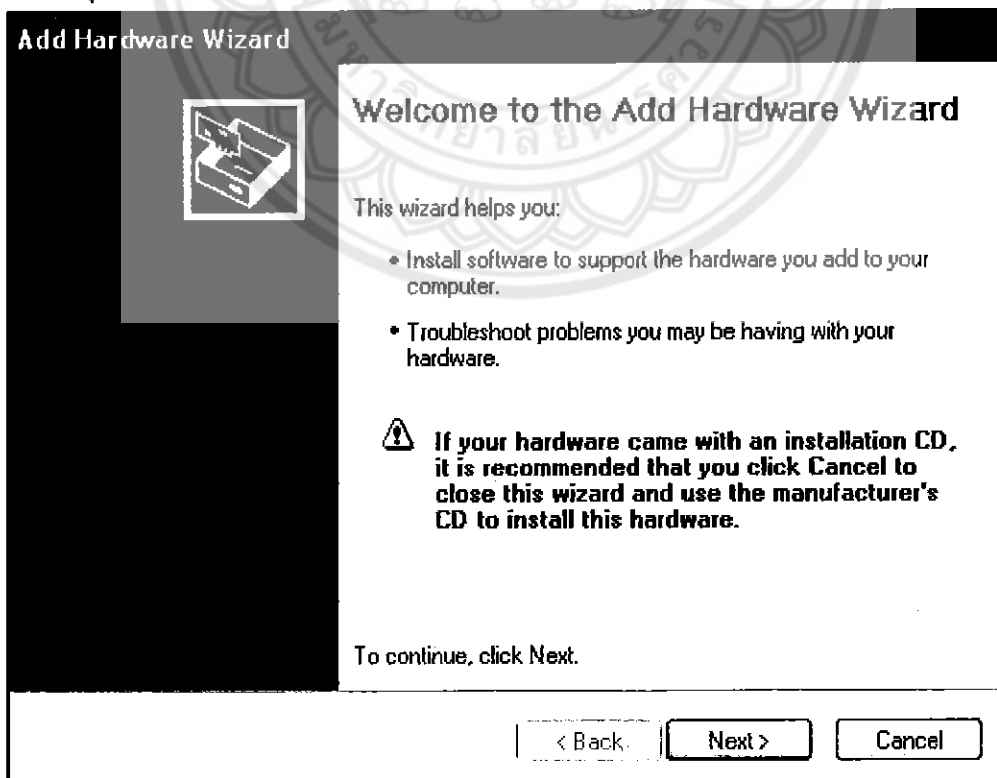 Add Hardware Wizard
Welcome to the Add Hardware Wizard
This wizard helps you:
• Install software to support the hardware you add to your
computer.
• Troubleshoot problems you may be having with your
hardware.
If your hardware came with an installation CD,
it is recommended that you click Cancel to
close this wizard and use the manufacturer's
CD to install this hardware.
To continue, click Next.
< Back
Next >
Cancel